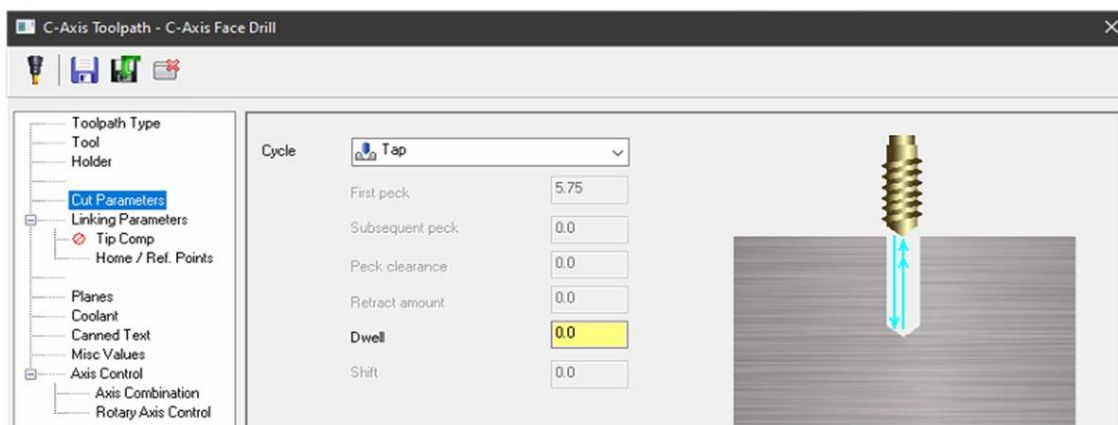 C-Axis Toolpath - C-Axis Face Drill
Toolpath Type
Tool
Holder
Cut Parameters
Linking Parameters
Tip Comp
Home / Ref. Points
Planes
Coolant
Canned Text
Misc Values
Axis Control
Axis Combination
Rotary Axis Control
Cycle Tap
First peck 5.75
Subsequent peck 0.0
Peck clearance 0.0
Retract amount 0.0
Dwell 0.0
Shift 0.0